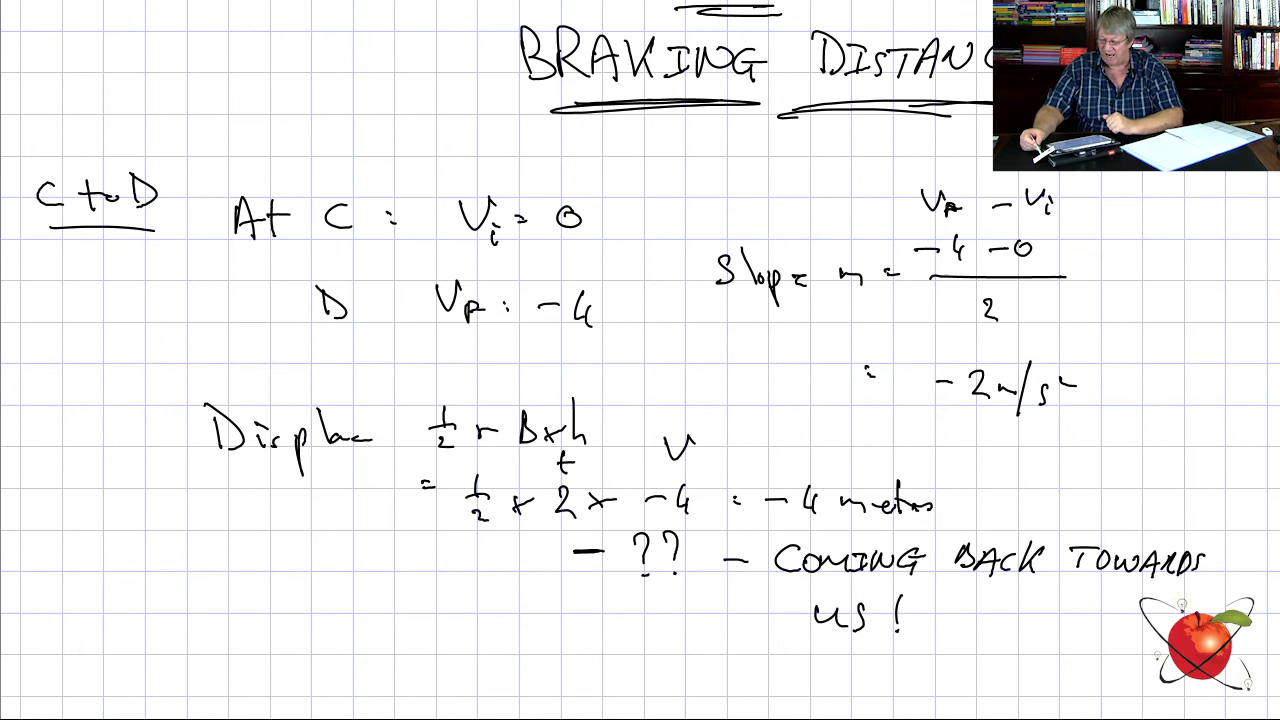 BRAKING DISTANC
C to D
At C : Vi = 0
D VF : -4
VF - Vi
Slope m = -4 - 0
2
= -2 m/s²
Displac 1/2 x B x h
t V
= 1/2 x 2 x -4 = -4 metres
- ?? - COMING BACK TOWARDS
US!